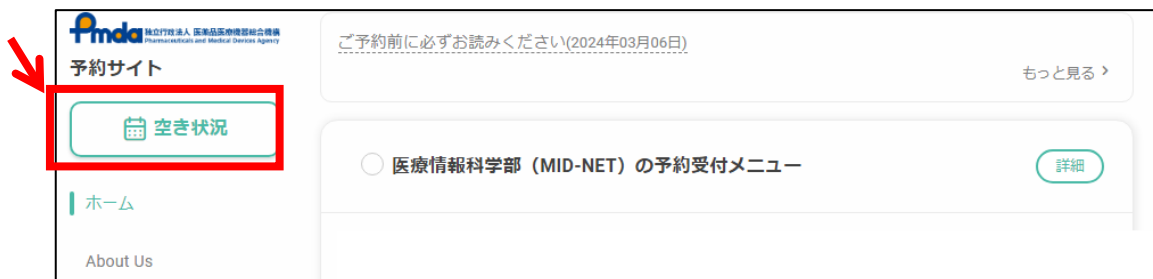 Pmda 独立行政法人 医薬品医療機器総合機構
Pharmaceuticals and Medical Devices Agency
予約サイト
空き状況
ホーム
About Us
ご予約前に必ずお読みください(2024年03月06日)
もっと見る >
医療情報科学部（MID-NET）の予約受付メニュー
詳細